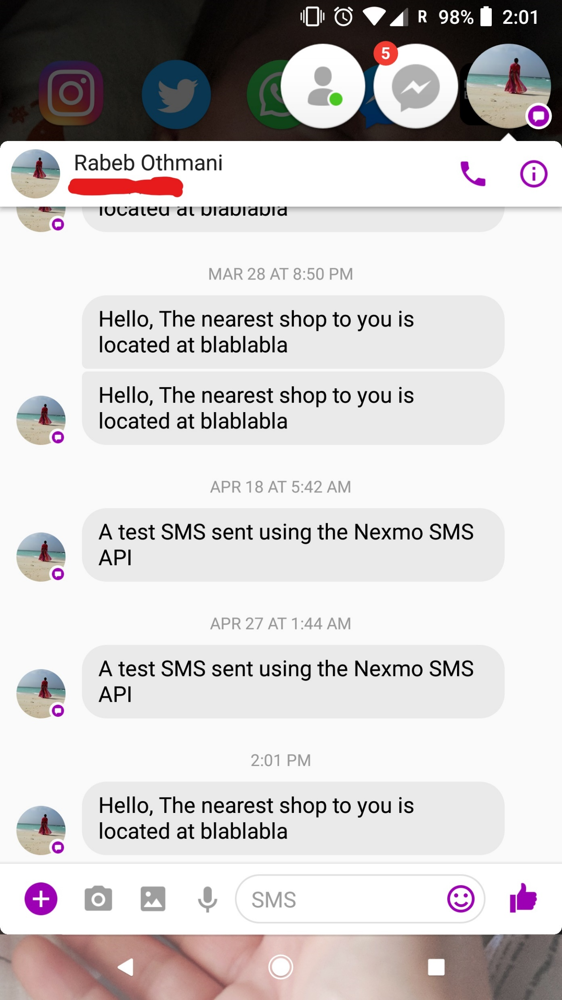 R 98% 2:01
5
Rabeb Othmani
located at blablabla
MAR 28 AT 8:50 PM
Hello, The nearest shop to you is
located at blablabla
Hello, The nearest shop to you is
located at blablabla
APR 18 AT 5:42 AM
A test SMS sent using the Nexmo SMS
API
APR 27 AT 1:44 AM
A test SMS sent using the Nexmo SMS
API
2:01 PM
Hello, The nearest shop to you is
located at blablabla
SMS